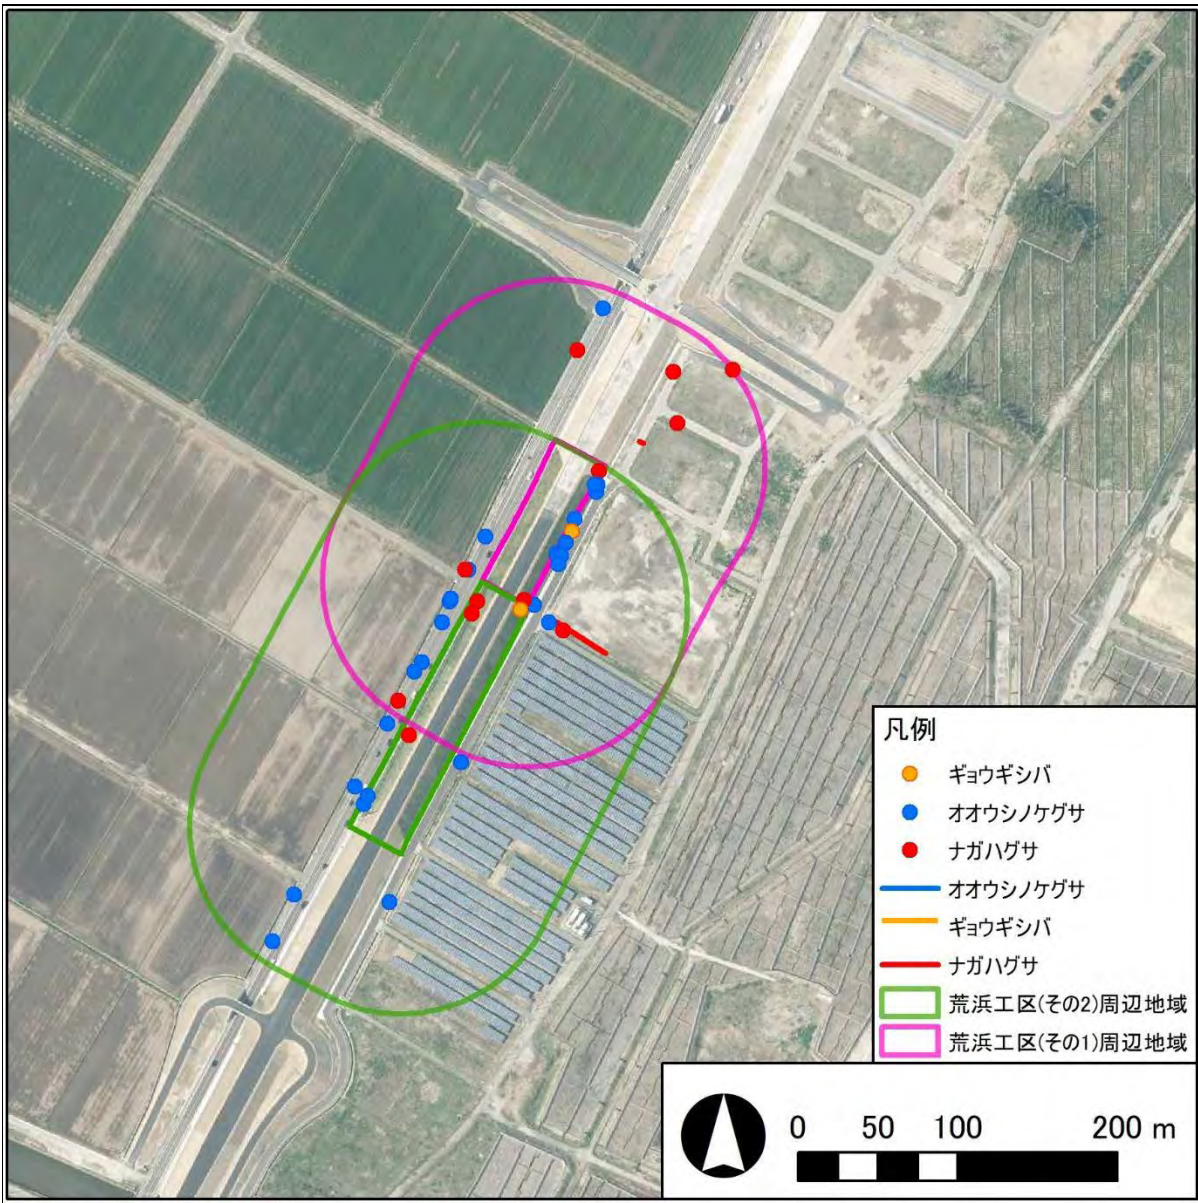 凡例
ギョウギシバ
オオウシノケグサ
ナガハグサ
オオウシノケグサ
ギョウギシバ
ナガハグサ
荒浜工区(その2)周辺地域
荒浜工区(その1)周辺地域
0 50 100 200 m